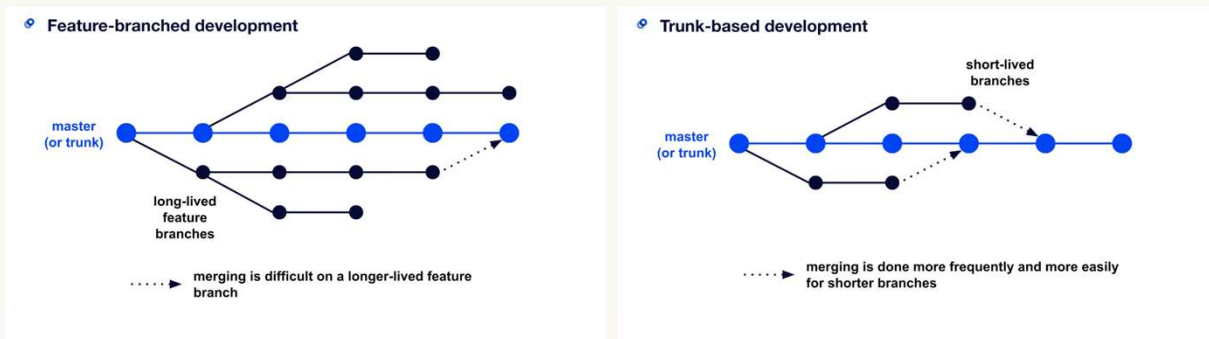 Feature-branched development
master
(or trunk)
long-lived
feature
branches
merging is difficult on a longer-lived feature
branch
Trunk-based development
short-lived
branches
master
(or trunk)
merging is done more frequently and more easily
for shorter branches